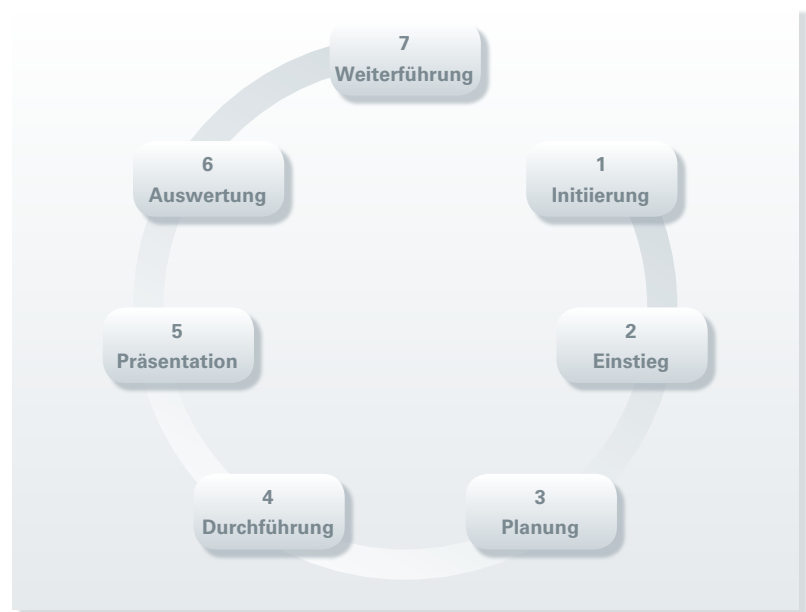 7
Weiterführung
6
Auswertung
1
Initiierung
5
Präsentation
2
Einstieg
4
Durchführung
3
Planung